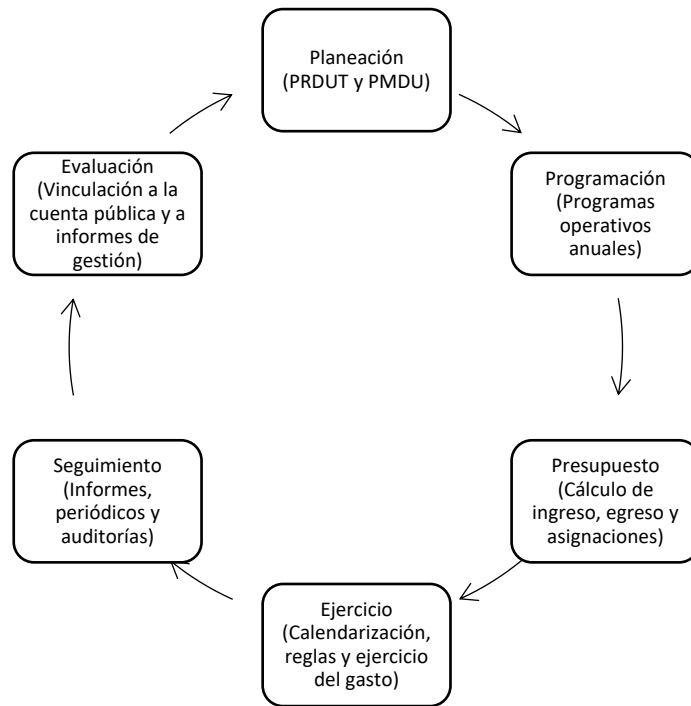 Planeación
(PRDUT y PMDU)
Programación
(Programas
operativos
anuales)
Presupuesto
(Cálculo de
ingreso, egreso y
asignaciones)
Ejercicio
(Calendarización,
reglas y ejercicio
del gasto)
Seguimiento
(Informes,
periódicos y
auditorías)
Evaluación
(Vinculación a la
cuenta pública y a
informes de
gestión)